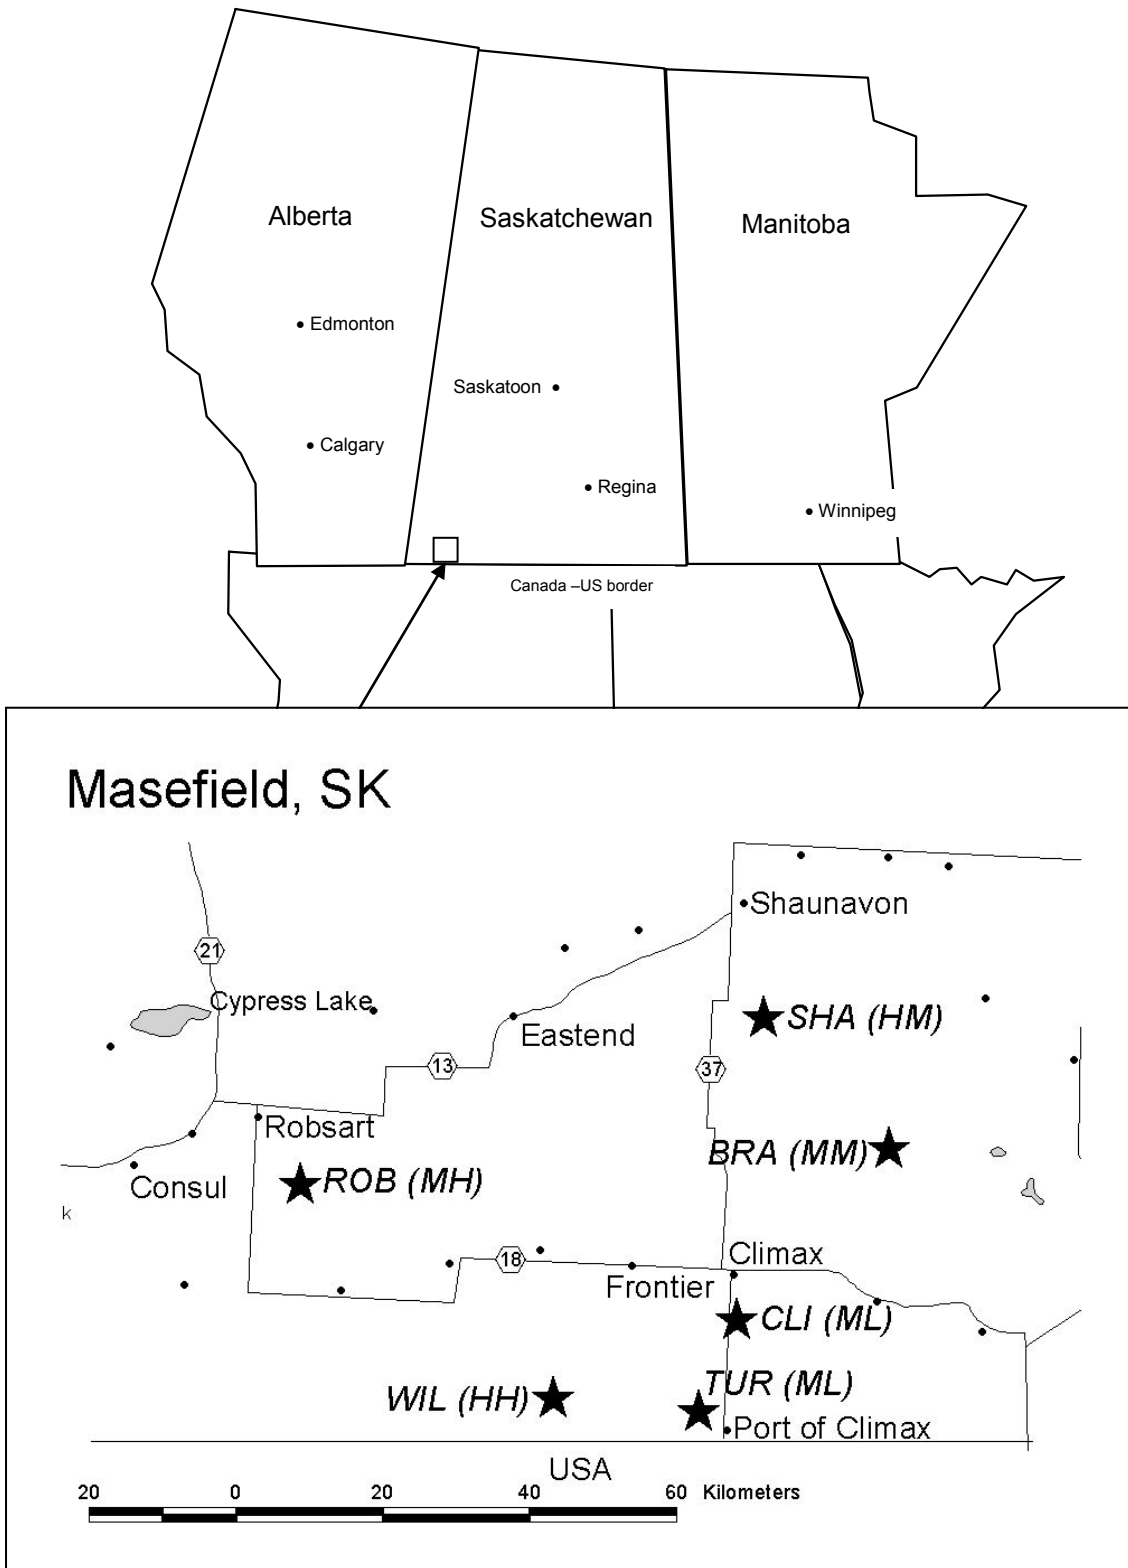 Alberta
Saskatchewan
Manitoba
Edmonton
Saskatoon
Calgary
Regina
Winnipeg
Canada –US border
Masefield, SK
Shaunavon
21
Cypress Lake
SHA (HM)
Eastend
13
37
Robsart
BRA (MM)
ROB (MH)
Consul
k
Climax
18
Frontier
CLI (ML)
TUR (ML)
WIL (HH)
Port of Climax
USA
20 0 20 40 60 Kilometers